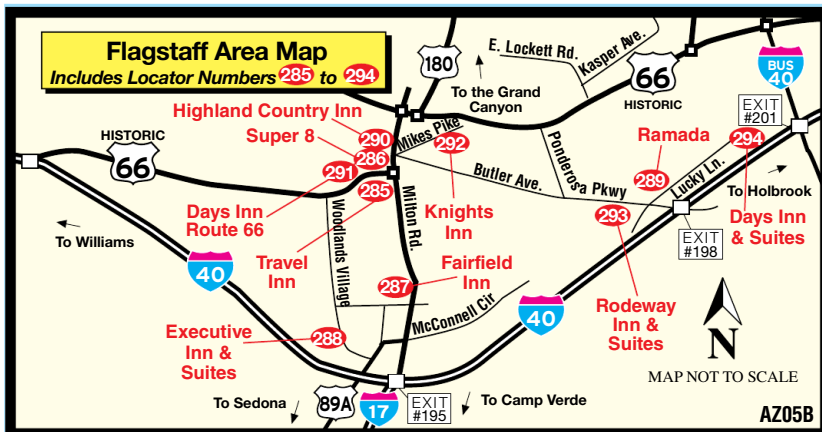 Flagstaff Area Map
Includes Locator Numbers 285 to 294
E. Lockett Rd.
Kasper Ave.
180
To the Grand
Canyon
66
HISTORIC
BUS
40
EXIT
#201
Highland Country Inn
290
Mikes Pike
Super 8
286
292
HISTORIC
66
291
Butler Ave.
Ponderosa Pkwy
Ramada
289
Lucky Ln.
294
To Holbrook
285
Days Inn
Route 66
Woodlands Village
Milton Rd.
Knights
Inn
293
Days Inn
& Suites
EXIT
#198
To Williams
40
Travel
Inn
287
Fairfield
Inn
40
Rodeway
Inn &
Suites
McConnell Cir
Executive
Inn &
Suites
288
N
MAP NOT TO SCALE
To Sedona
89A
17
EXIT
#195
To Camp Verde
AZ05B